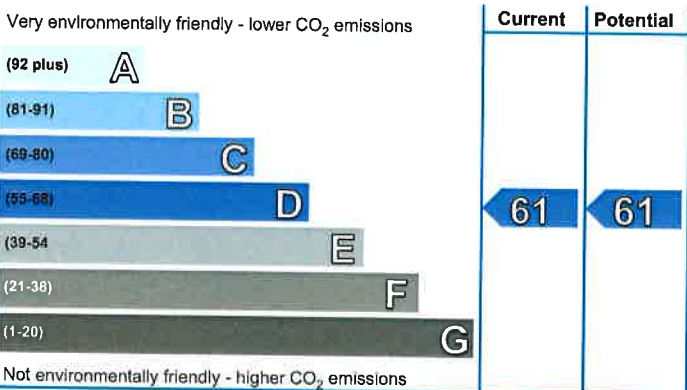 Very environmentally friendly - lower CO₂ emissions
Current Potential
(92 plus) A
(81-91) B
(69-80) C
(55-68) D 61 61
(39-54 E
(21-38) F
(1-20) G
Not environmentally friendly - higher CO₂ emissions